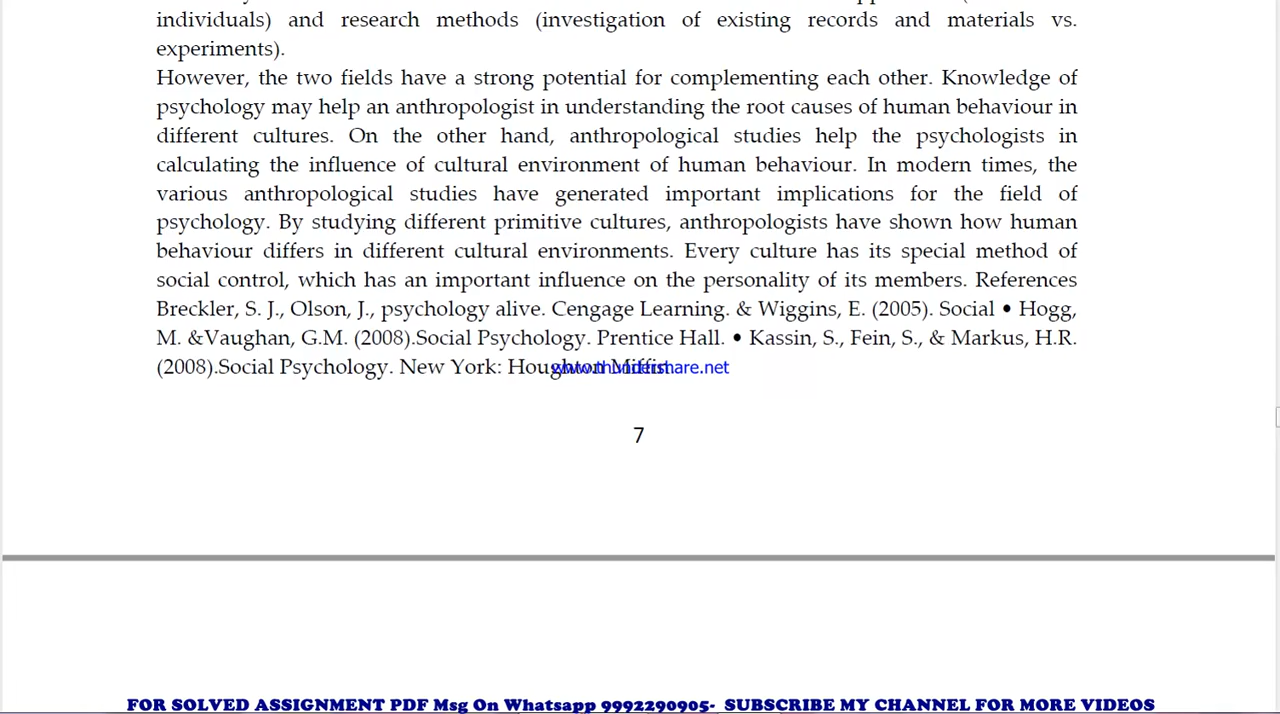 individuals) and research methods (investigation of existing records and materials vs.
experiments).
However, the two fields have a strong potential for complementing each other. Knowledge of
psychology may help an anthropologist in understanding the root causes of human behaviour in
different cultures. On the other hand, anthropological studies help the psychologists in
calculating the influence of cultural environment of human behaviour. In modern times, the
various anthropological studies have generated important implications for the field of
psychology. By studying different primitive cultures, anthropologists have shown how human
behaviour differs in different cultural environments. Every culture has its special method of
social control, which has an important influence on the personality of its members. References
Breckler, S. J., Olson, J., psychology alive. Cengage Learning. & Wiggins, E. (2005). Social • Hogg,
M. &Vaughan, G.M. (2008).Social Psychology. Prentice Hall. • Kassin, S., Fein, S., & Markus, H.R.
(2008).Social Psychology. New York: Houghton
7
FOR SOLVED ASSIGNMENT PDF Msg On Whatsapp 9992290905- SUBSCRIBE MY CHANNEL FOR MORE VIDEOS